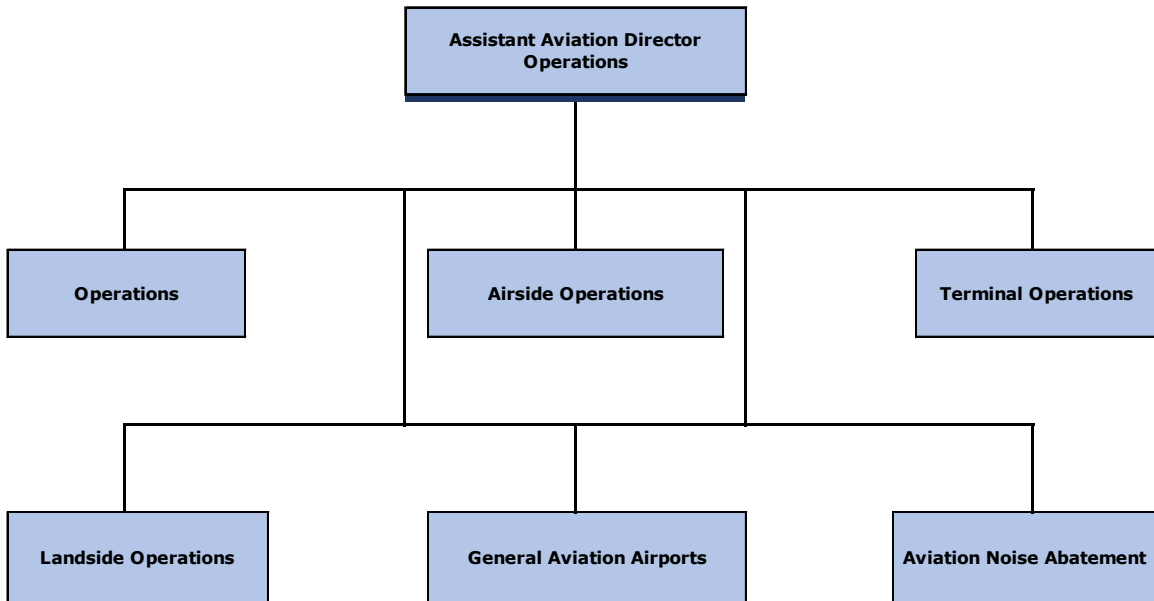 Assistant Aviation Director
Operations
Operations
Airside Operations
Terminal Operations
Landside Operations
General Aviation Airports
Aviation Noise Abatement